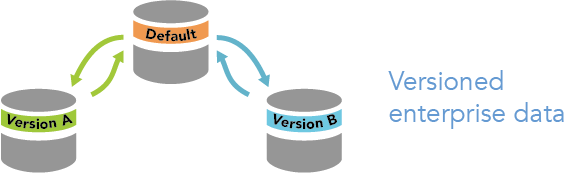 Default
Version A
Version B
Versioned
enterprise data